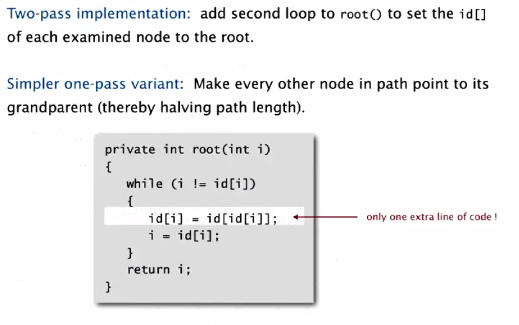 Two-pass implementation: add second loop to root() to set the id[]
of each examined node to the root.
Simpler one-pass variant: Make every other node in path point to its
grandparent (thereby halving path length).
private int root(int i)
{
while (i != id[i])
{
id[i] = id[id[i]];
only one extra line of code !
i = id[i];
}
return i;
}